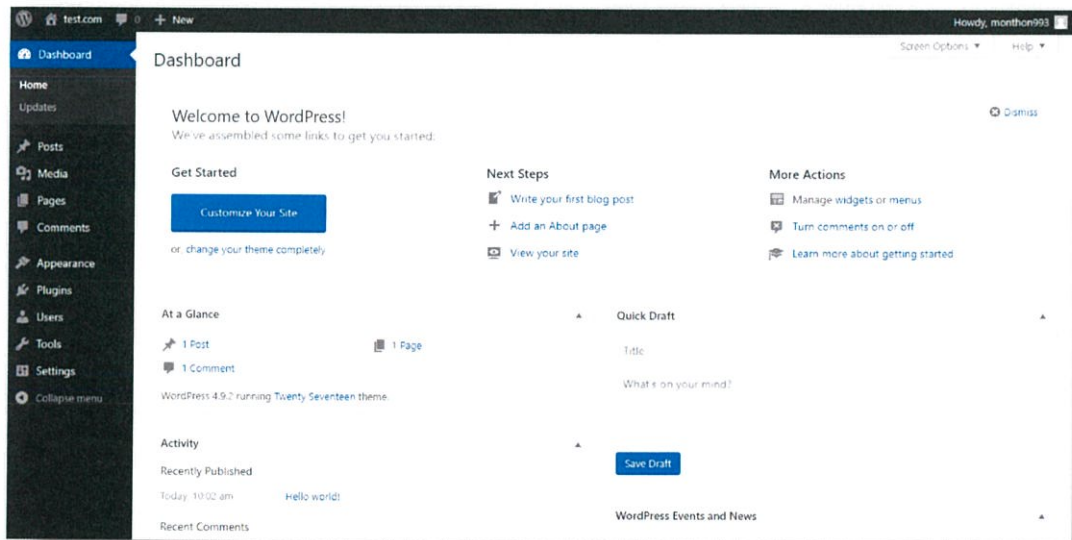 test.com 0 + New Howdy, monthon993
Screen Options ▼ Help ▼
Dashboard
Home
Updates
Posts
Media
Pages
Comments
Appearance
Plugins
Users
Tools
Settings
Collapse menu
Dashboard
Welcome to WordPress!
We've assembled some links to get you started:
Dismiss
Get Started
Customize Your Site
or, change your theme completely
Next Steps
Write your first blog post
Add an About page
View your site
More Actions
Manage widgets or menus
Turn comments on or off
Learn more about getting started
At a Glance
1 Post
1 Page
1 Comment
WordPress 4.9.2 running Twenty Seventeen theme.
Activity
Recently Published
Today, 10:02 am Hello world!
Recent Comments
Quick Draft
Title
What's on your mind?
Save Draft
WordPress Events and News